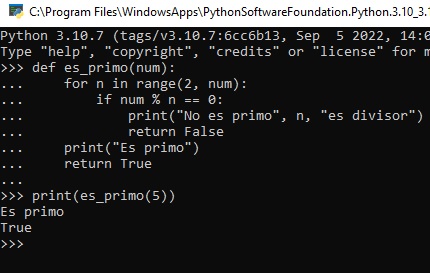 C:\Program Files\WindowsApps\PythonSoftwareFoundation.Python.3.10_3.1
Python 3.10.7 (tags/v3.10.7:6cc6b13, Sep  5 2022, 14:0
Type "help", "copyright", "credits" or "license" for m
>>> def es_primo(num):
...     for n in range(2, num):
...         if num % n == 0:
...             print("No es primo", n, "es divisor")
...             return False
...     print("Es primo")
...     return True
...
>>> print(es_primo(5))
Es primo
True
>>>